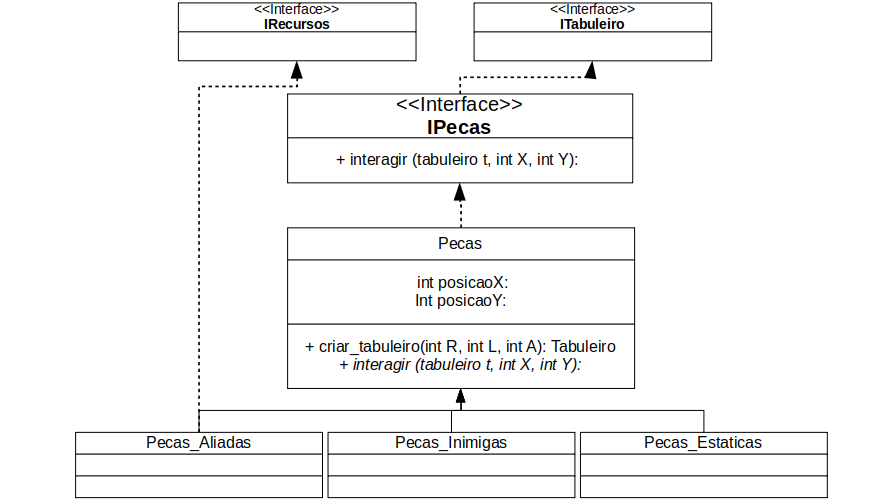 <<Interface>>
IRecursos
<<Interface>>
ITabuleiro
<<Interface>>
IPecas
+ interagir (tabuleiro t, int X, int Y):
Pecas
int posicaoX:
Int posicaoY:
+ criar_tabuleiro(int R, int L, int A): Tabuleiro
+ interagir (tabuleiro t, int X, int Y):
Pecas_Aliadas
Pecas_Inimigas
Pecas_Estaticas